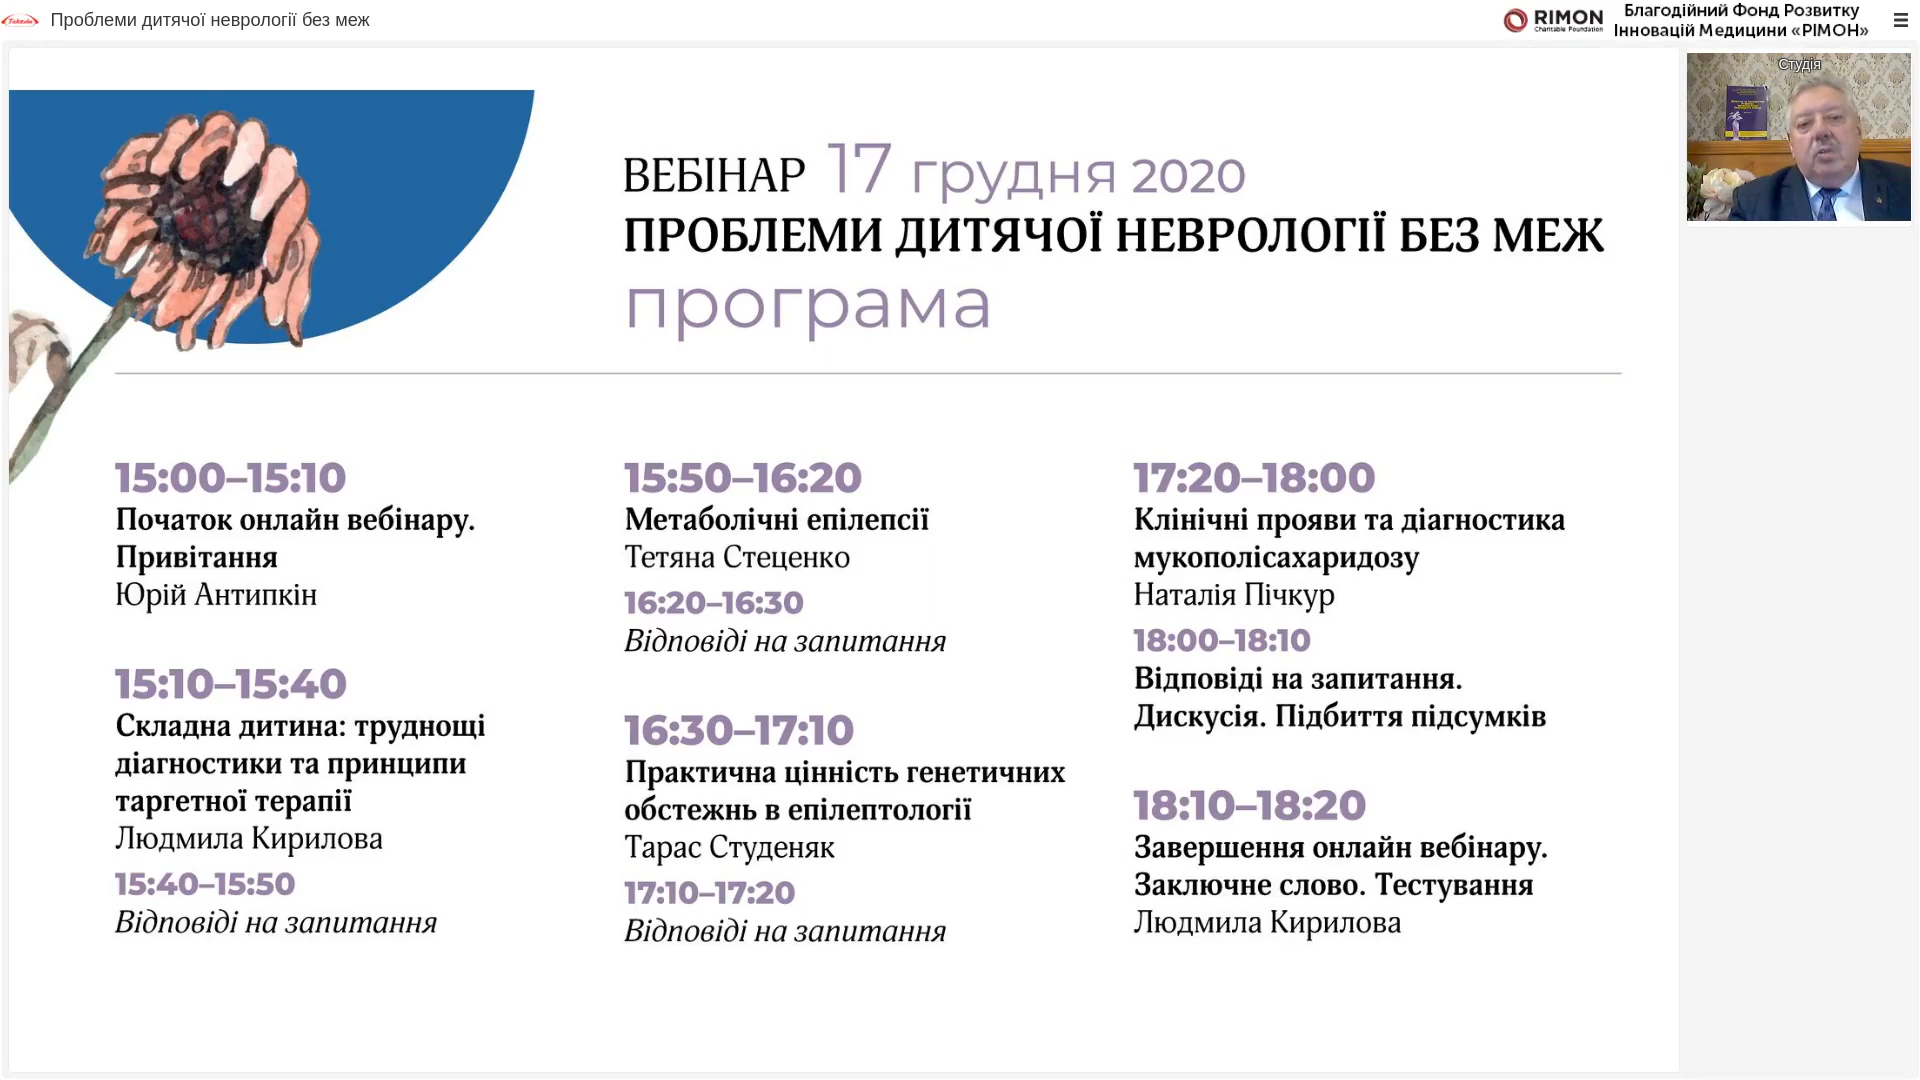 Takeda
Проблеми дитячої неврології без меж
RIMON
Charitable Foundation
Благодійний Фонд Розвитку
Інновацій Медицини «РІМОН»
Студія
ВЕБІНАР 17 грудня 2020
ПРОБЛЕМИ ДИТЯЧОЇ НЕВРОЛОГІЇ БЕЗ МЕЖ
програма
15:00–15:10
Початок онлайн вебінару.
Привітання
Юрій Антипкін
15:10–15:40
Складна дитина: труднощі
діагностики та принципи
таргетної терапії
Людмила Кирилова
15:40–15:50
Відповіді на запитання
15:50–16:20
Метаболічні епілепсії
Тетяна Стеценко
16:20–16:30
Відповіді на запитання
16:30–17:10
Практична цінність генетичних
обстежнь в епілептології
Тарас Студеняк
17:10–17:20
Відповіді на запитання
17:20–18:00
Клінічні прояви та діагностика
мукополісахаридозу
Наталія Пічкур
18:00–18:10
Відповіді на запитання.
Дискусія. Підбиття підсумків
18:10–18:20
Завершення онлайн вебінару.
Заключне слово. Тестування
Людмила Кирилова